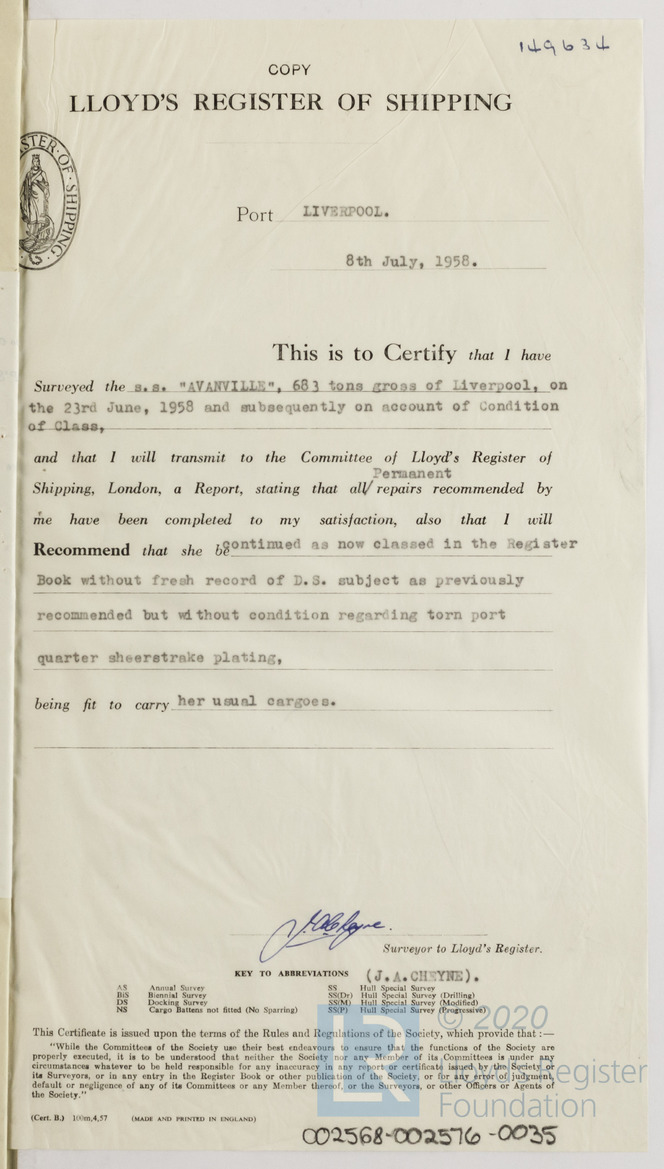 149634
COPY
LLOYD'S REGISTER OF SHIPPING
STER·OF·SHIPPING·
Port LIVERPOOL.
8th July, 1958.
This is to Certify that I have
Surveyed the s.s. "AVANVILLE", 683 tons gross of Liverpool, on
the 23rd June, 1958 and subsequently on account of Condition
of Class,
and that I will transmit to the Committee of Lloyd's Register of
Permanent
Shipping, London, a Report, stating that all/ repairs recommended by
me have been completed to my satisfaction, also that I will
Recommend that she be continued as now classed in the Register
Book without fresh record of D.S. subject as previously
recommended but without condition regarding torn port
quarter sheerstrake plating,
being fit to carry her usual cargoes.
Surveyor to Lloyd's Register.
KEY TO ABBREVIATIONS (J.A.CHEYNE).
AS Annual Survey SS Hull Special Survey
BiS Biennial Survey SS(Dr) Hull Special Survey (Drilling)
DS Docking Survey SS(M) Hull Special Survey (Modified)
NS Cargo Battens not fitted (No Sparring) SS(P) Hull Special Survey (Progressive)
This Certificate is issued upon the terms of the Rules and Regulations of the Society, which provide that :—
"While the Committees of the Society use their best endeavours to ensure that the functions of the Society are
properly executed, it is to be understood that neither the Society nor any Member of its Committees is under any
circumstances whatever to be held responsible for any inaccuracy in any report or certificate issued by the Society or
its Surveyors, or in any entry in the Register Book or other publication of the Society, or for any error of judgment,
default or negligence of any of its Committees or any Member thereof, or the Surveyors, or other Officers or Agents of
the Society."
(Cert. B.) 100m,4,57 (MADE AND PRINTED IN ENGLAND)
© 2020
LR
Lloyd's Register
Foundation
002568-002576-0035